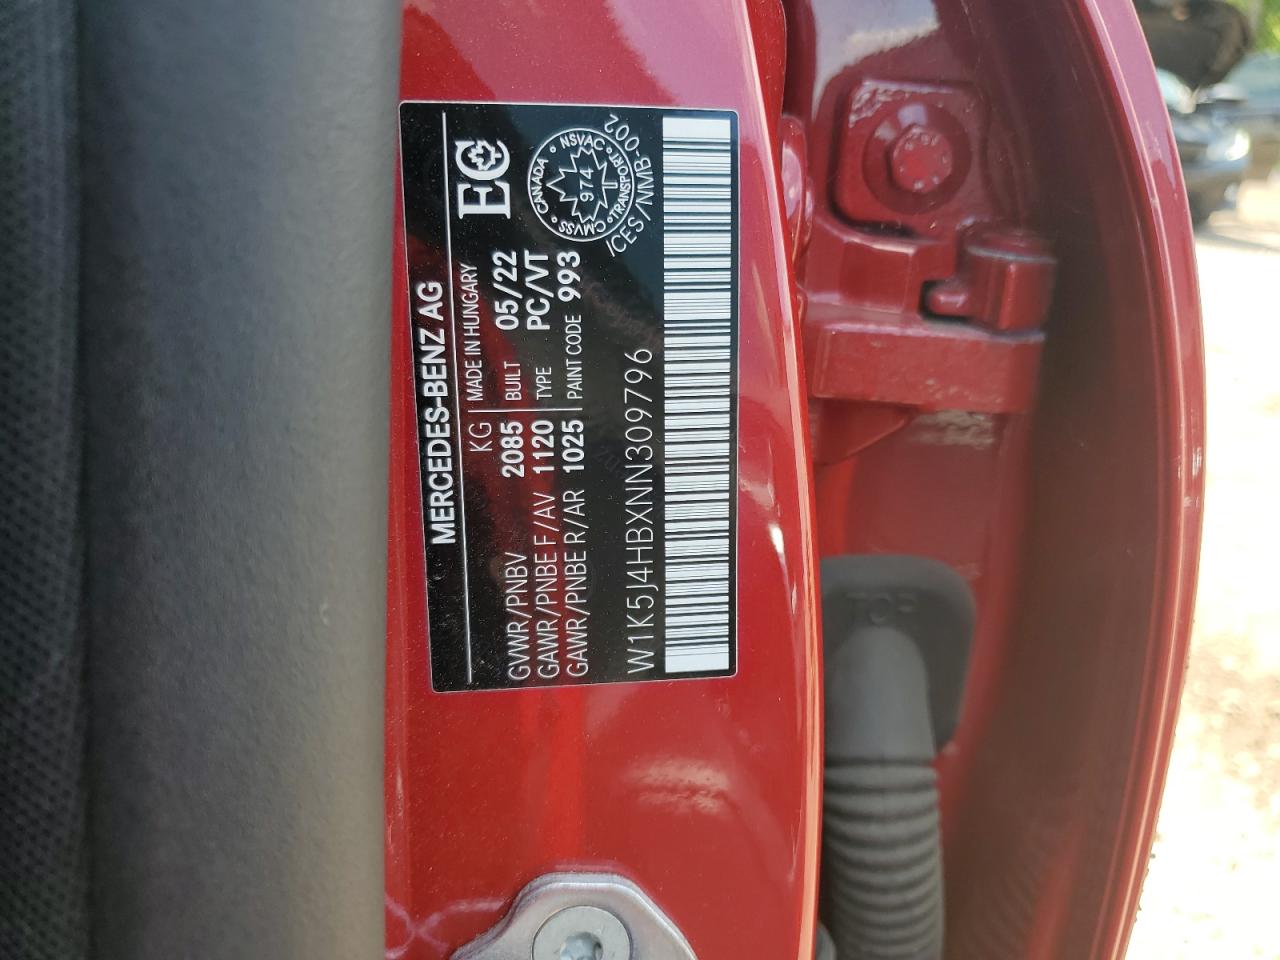 MERCEDES-BENZ AG
KG MADE IN HUNGARY
GVWR/PNBV 2085 BUILT 05/22
GAWR/PNBE F/AV 1120 TYPE PC/VT
GAWR/PNBE R/AR 1025 PAINT CODE 993
EC
CANADA • NSVAC • TRANSPORT • CMVSS
974
ICES/NMB-002
W1K5J4HBXNN309796
TOP